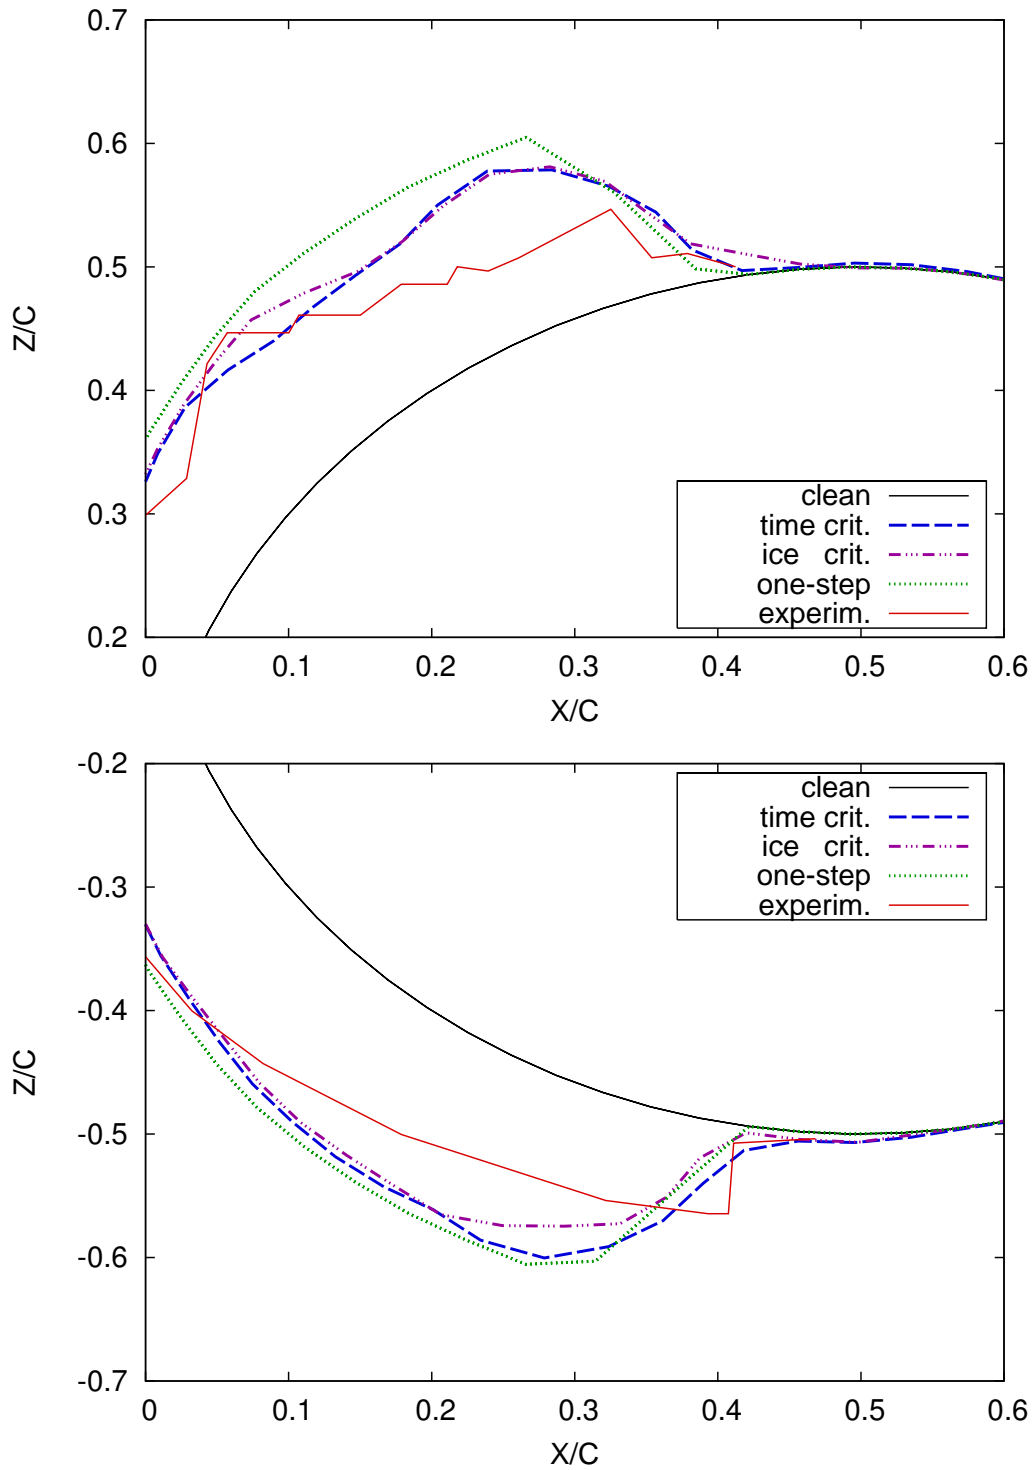 0.7
0.6
0.5
0.4
0.3
0.2
Z/C
clean
time crit.
ice crit.
one-step
experim.
0 0.1 0.2 0.3 0.4 0.5 0.6
X/C
-0.2
-0.3
-0.4
-0.5
-0.6
-0.7
Z/C
clean
time crit.
ice crit.
one-step
experim.
0 0.1 0.2 0.3 0.4 0.5 0.6
X/C